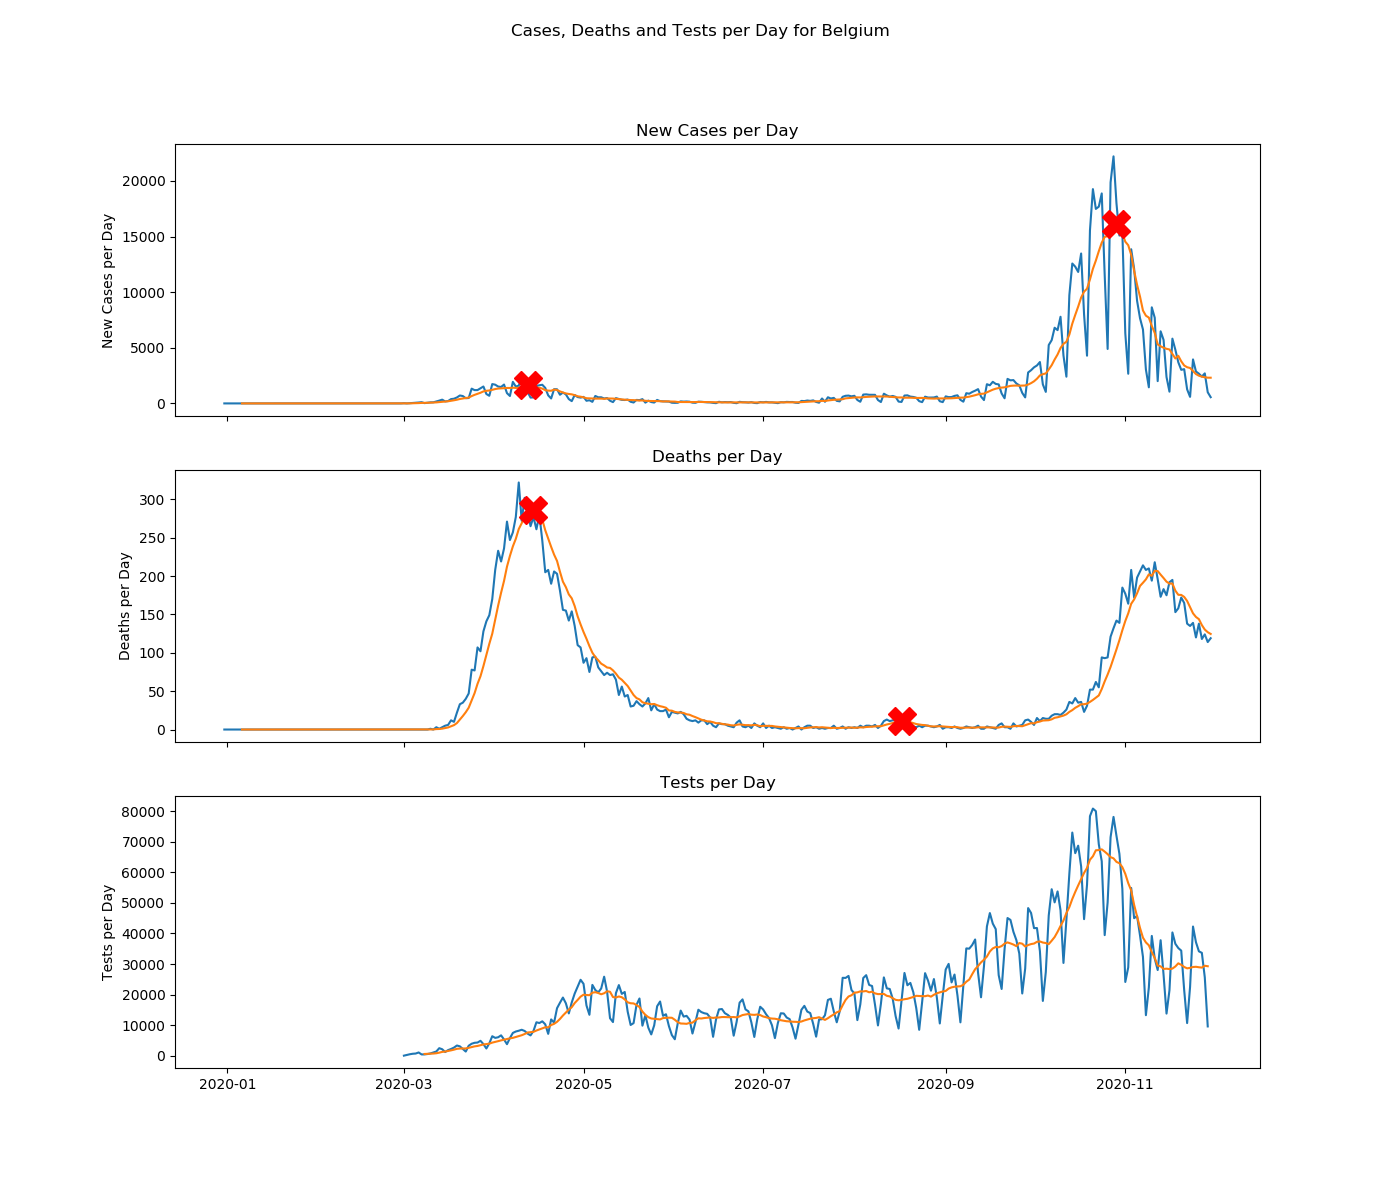 Cases, Deaths and Tests per Day for Belgium
New Cases per Day
New Cases per Day
20000
15000
10000
5000
0
Deaths per Day
Deaths per Day
300
250
200
150
100
50
0
Tests per Day
Tests per Day
80000
70000
60000
50000
40000
30000
20000
10000
0
2020-01 2020-03 2020-05 2020-07 2020-09 2020-11